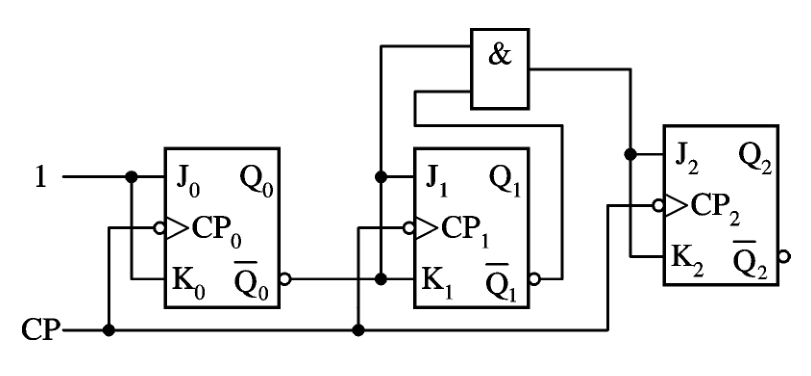 &
1
J₀ Q₀
CP₀
K₀ Q̅₀
J₁ Q₁
CP₁
K₁ Q̅₁
J₂ Q₂
CP₂
K₂ Q̅₂
CP